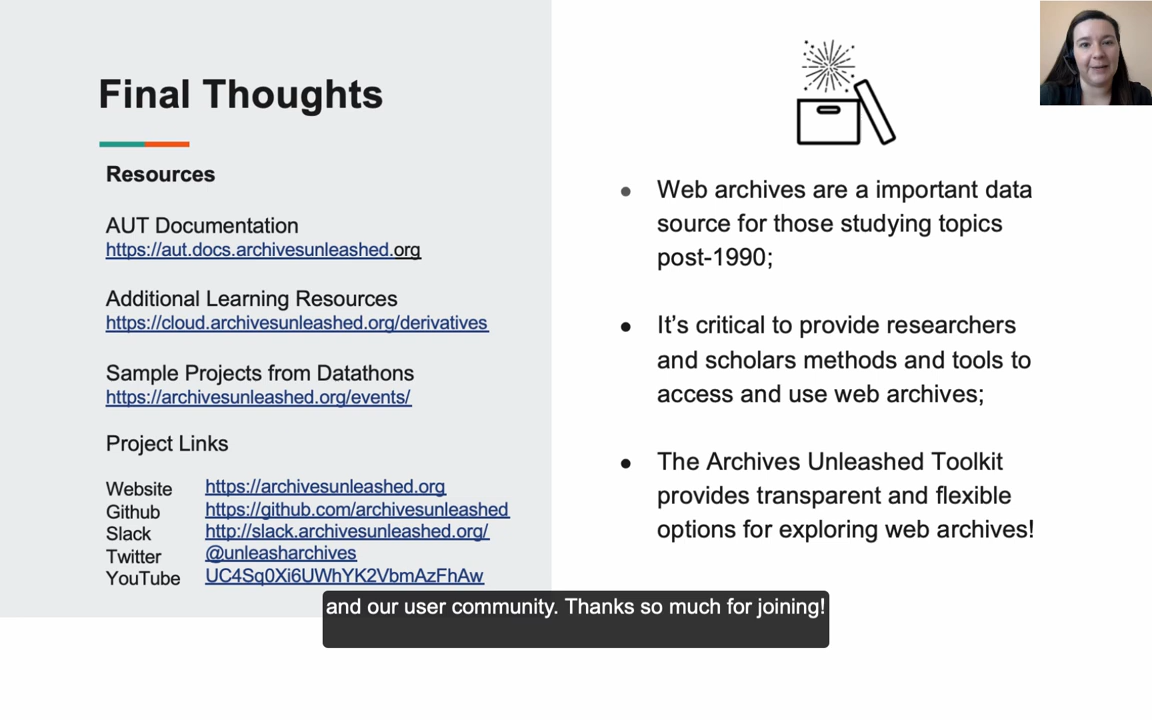 Final Thoughts
Resources
AUT Documentation
https://aut.docs.archivesunleashed.org
Additional Learning Resources
https://cloud.archivesunleashed.org/derivatives
Sample Projects from Datathons
https://archivesunleashed.org/events/
Project Links
Website https://archivesunleashed.org
Github https://github.com/archivesunleashed
Slack http://slack.archivesunleashed.org/
Twitter @unleasharchives
YouTube UC4Sq0Xi6UWhYK2VbmAzFhAw
● Web archives are a important data
source for those studying topics
post-1990;
● It’s critical to provide researchers
and scholars methods and tools to
access and use web archives;
● The Archives Unleashed Toolkit
provides transparent and flexible
options for exploring web archives!
and our user community. Thanks so much for joining!